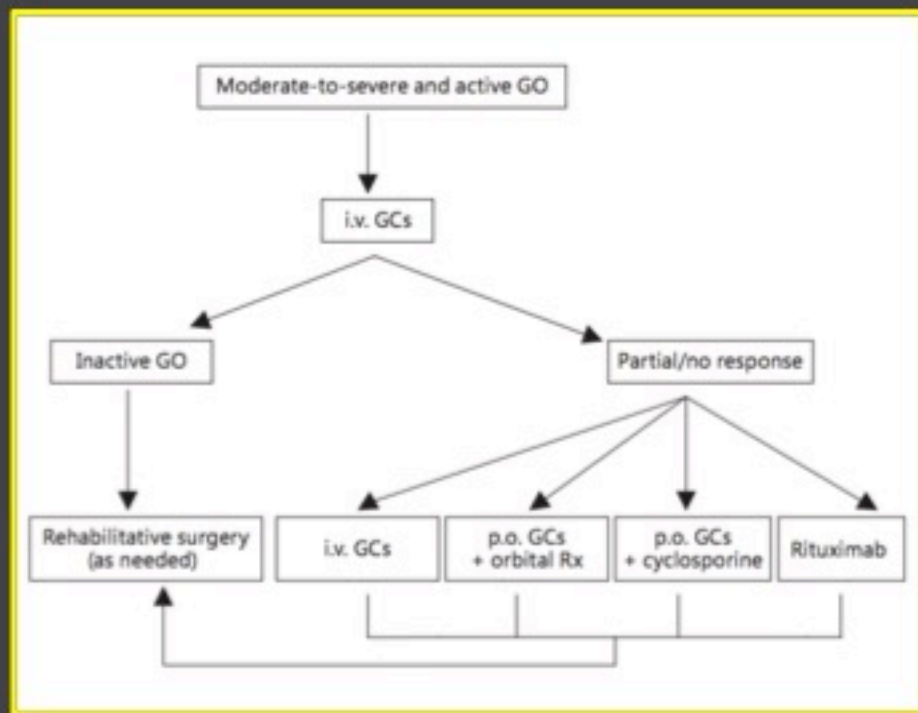 Moderate-to-severe and active GO
i.v. GCs
Inactive GO
Partial/no response
Rehabilitative surgery
(as needed)
i.v. GCs
p.o. GCs
+ orbital Rx
p.o. GCs
+ cyclosporine
Rituximab